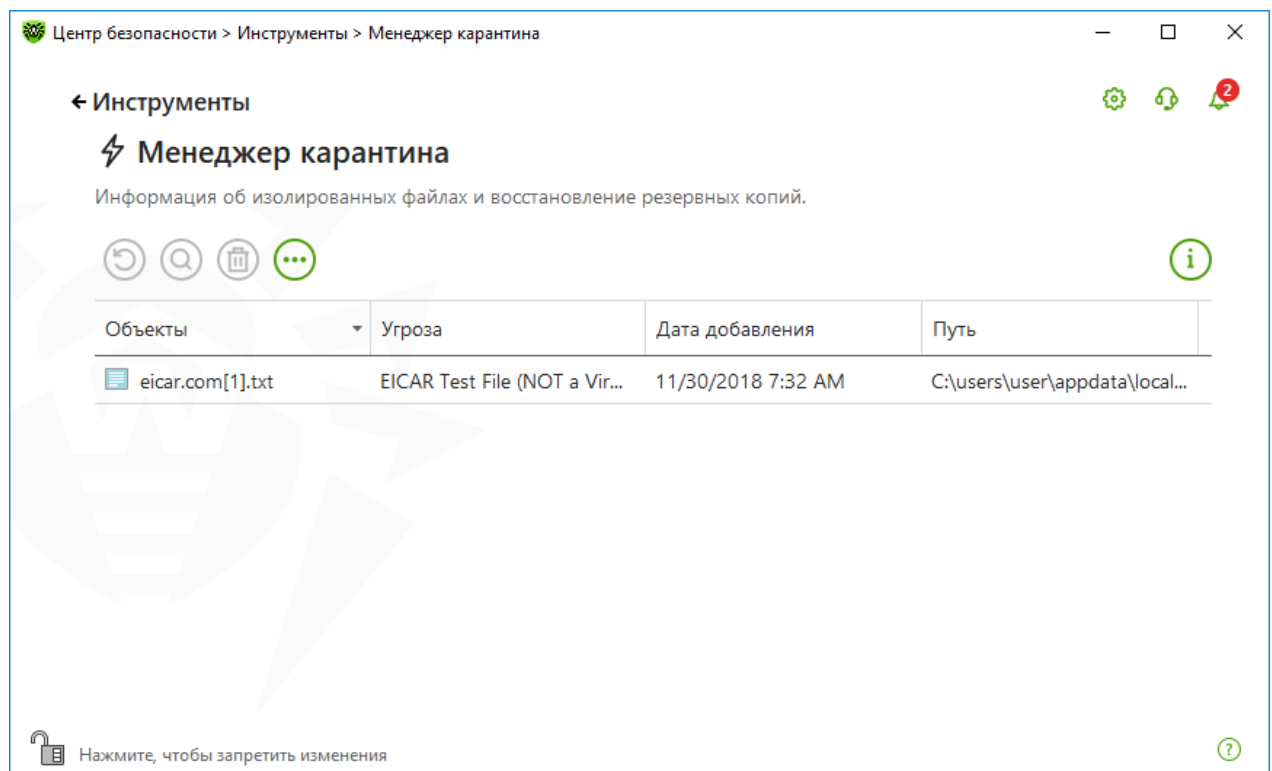 Центр безопасности > Инструменты > Менеджер карантина
Инструменты
2
Менеджер карантина
Информация об изолированных файлах и восстановление резервных копий.
Объекты Угроза Дата добавления Путь
eicar.com[1].txt EICAR Test File (NOT a Vir... 11/30/2018 7:32 AM C:\users\user\appdata\local...
Нажмите, чтобы запретить изменения